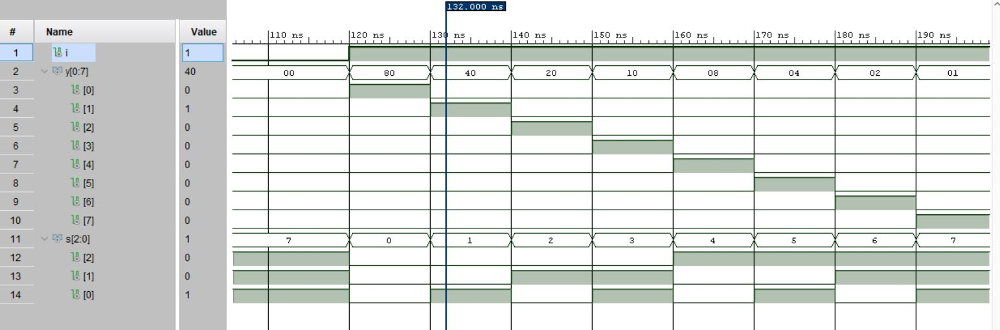 132.000 ns
# Name Value 110 ns 120 ns 130 ns 140 ns 150 ns 160 ns 170 ns 180 ns 190 ns
1 i 1
2 y[0:7] 40 00 80 40 20 10 08 04 02 01
3 [0] 0
4 [1] 1
5 [2] 0
6 [3] 0
7 [4] 0
8 [5] 0
9 [6] 0
10 [7] 0
11 s[2:0] 1 7 0 1 2 3 4 5 6 7
12 [2] 0
13 [1] 0
14 [0] 1